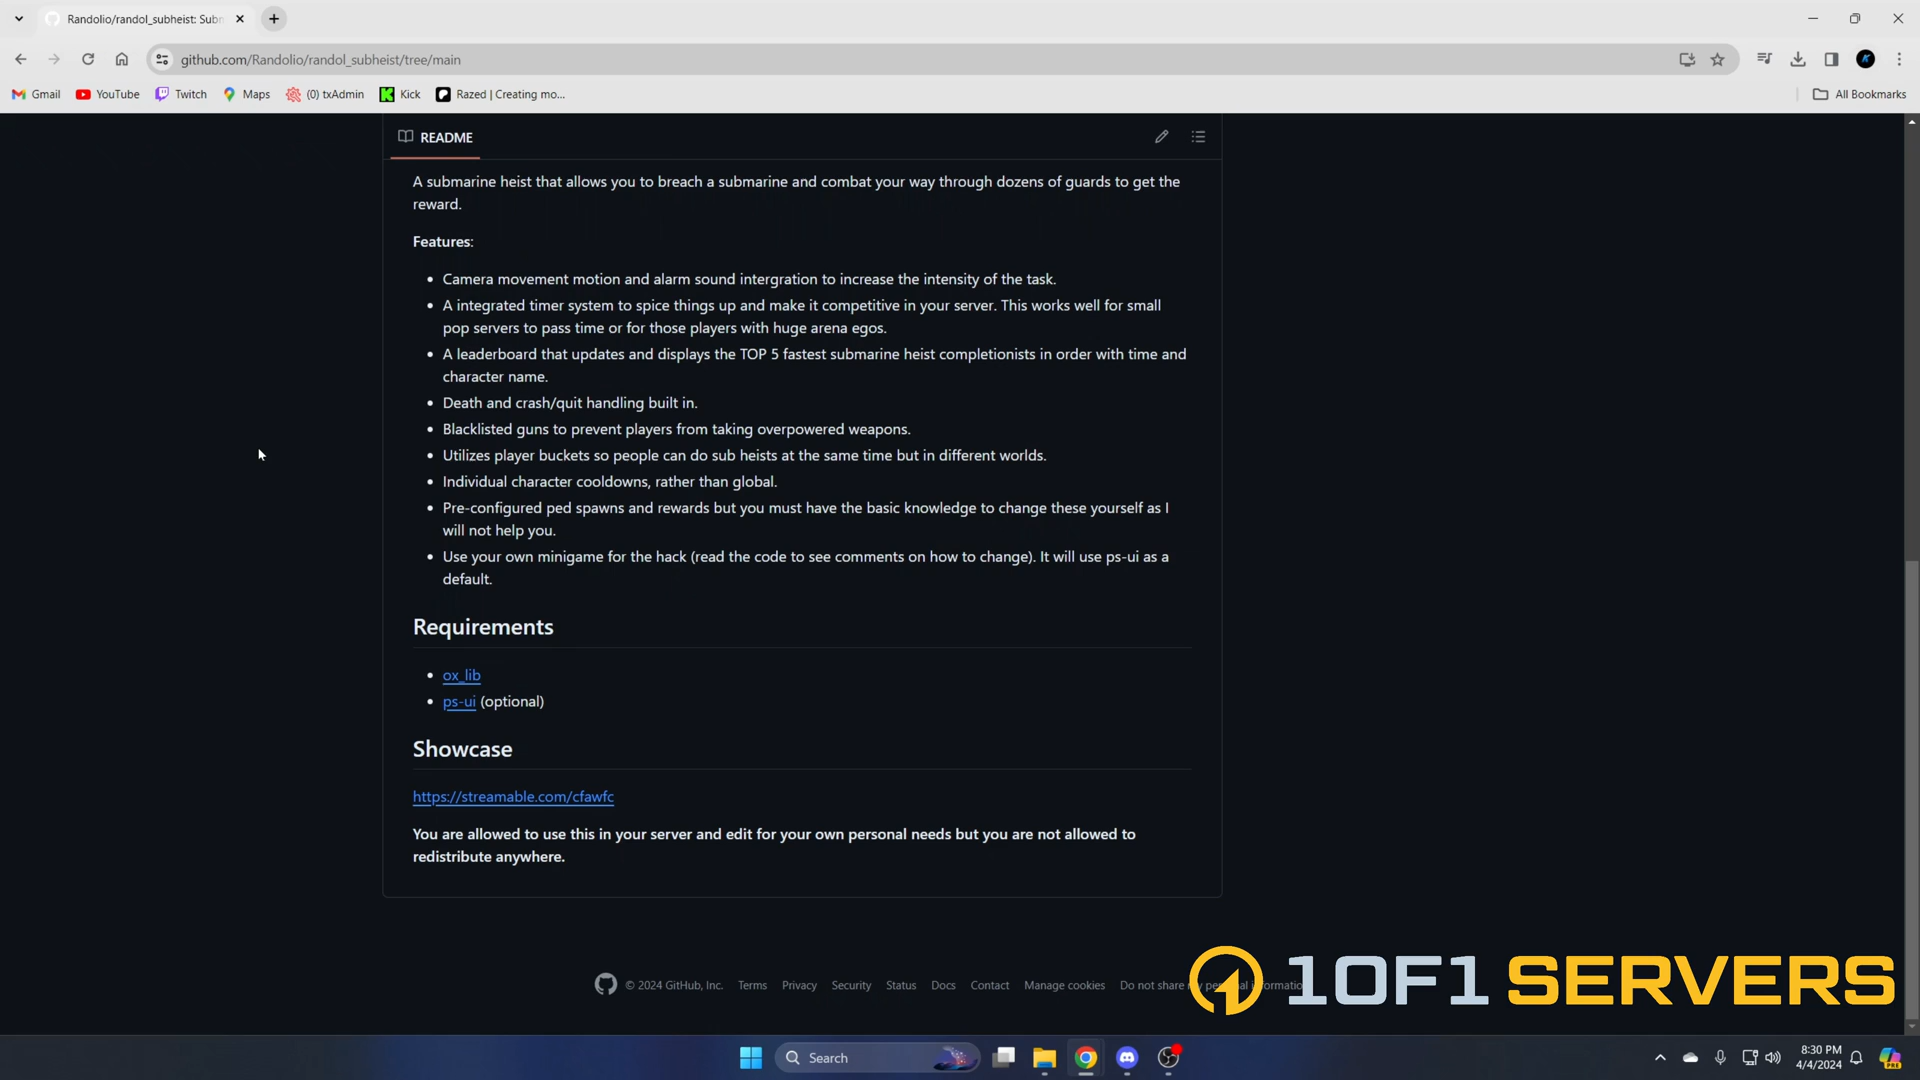 Randolio/randol_subheist: Subm
github.com/Randolio/randol_subheist/tree/main
Gmail
YouTube
Twitch
Maps
(0) txAdmin
Kick
Razed | Creating mo...
All Bookmarks
README
A submarine heist that allows you to breach a submarine and combat your way through dozens of guards to get the
reward.
Features:
Camera movement motion and alarm sound intergration to increase the intensity of the task.
A integrated timer system to spice things up and make it competitive in your server. This works well for small
pop servers to pass time or for those players with huge arena egos.
A leaderboard that updates and displays the TOP 5 fastest submarine heist completionists in order with time and
character name.
Death and crash/quit handling built in.
Blacklisted guns to prevent players from taking overpowered weapons.
Utilizes player buckets so people can do sub heists at the same time but in different worlds.
Individual character cooldowns, rather than global.
Pre-configured ped spawns and rewards but you must have the basic knowledge to change these yourself as I
will not help you.
Use your own minigame for the hack (read the code to see comments on how to change). It will use ps-ui as a
default.
Requirements
ox_lib
ps-ui (optional)
Showcase
https://streamable.com/cfawfc
You are allowed to use this in your server and edit for your own personal needs but you are not allowed to
redistribute anywhere.
© 2024 GitHub, Inc.
Terms
Privacy
Security
Status
Docs
Contact
Manage cookies
Do not share my personal information
1OF1 SERVERS
Search
8:30 PM
4/4/2024